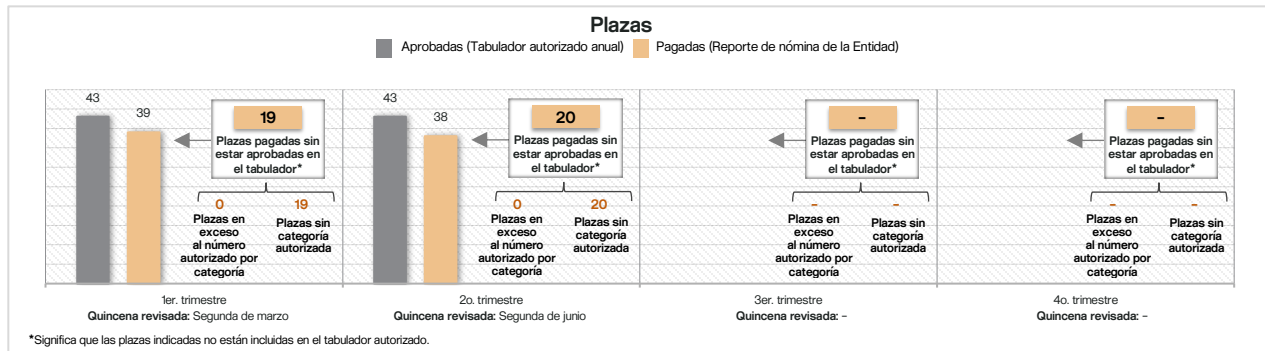 Plazas
Aprobadas (Tabulador autorizado anual) Pagadas (Reporte de nómina de la Entidad)
43
39
19
Plazas pagadas sin
estar aprobadas en
el tabulador*
0 19
Plazas en
exceso
al número
autorizado por
categoría
Plazas sin
categoría
autorizada
1er. trimestre
Quincena revisada: Segunda de marzo
43
38
20
Plazas pagadas sin
estar aprobadas en
el tabulador*
0 20
Plazas en
exceso
al número
autorizado por
categoría
Plazas sin
categoría
autorizada
2o. trimestre
Quincena revisada: Segunda de junio
-
Plazas pagadas sin
estar aprobadas en
el tabulador*
- -
Plazas en
exceso
al número
autorizado por
categoría
Plazas sin
categoría
autorizada
3er. trimestre
Quincena revisada: -
-
Plazas pagadas sin
estar aprobadas en
el tabulador*
- -
Plazas en
exceso
al número
autorizado por
categoría
Plazas sin
categoría
autorizada
4o. trimestre
Quincena revisada: -
*Significa que las plazas indicadas no están incluidas en el tabulador autorizado.